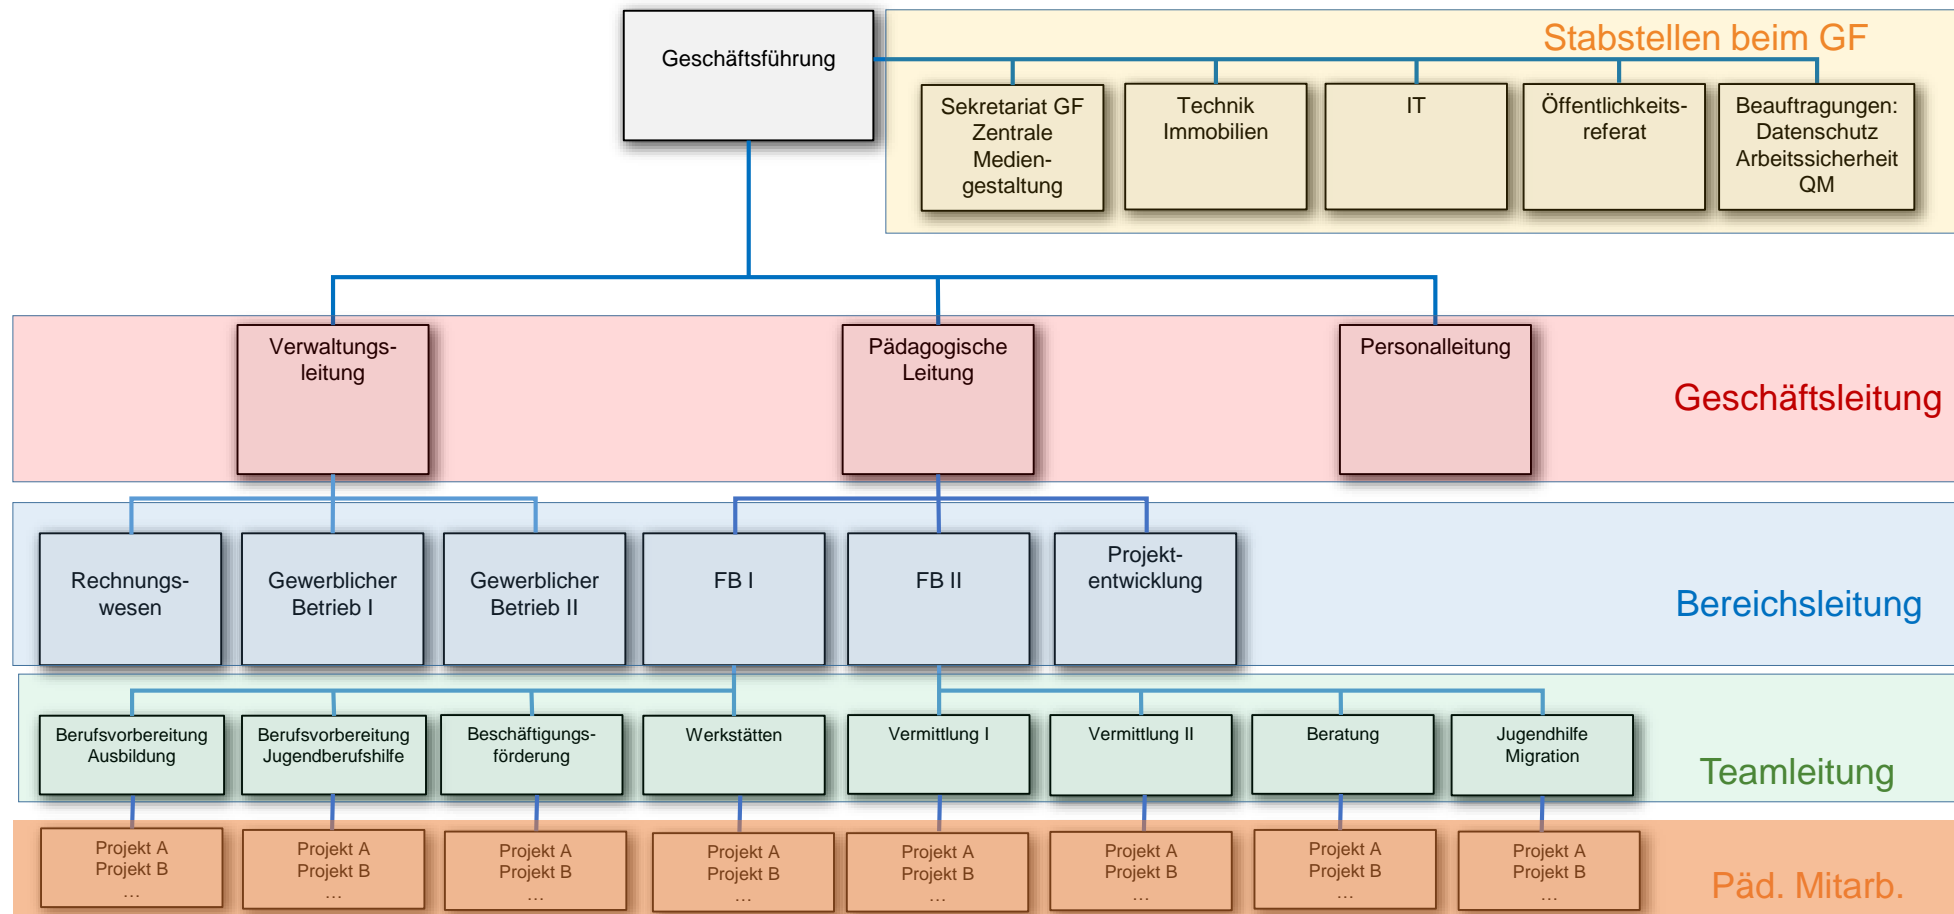 Stabstellen beim GF
Geschäftsführung
Sekretariat GF
Zentrale
Medien-
gestaltung
Technik
Immobilien
IT
Öffentlichkeits-
referat
Beauftragungen:
Datenschutz
Arbeitssicherheit
QM
Verwaltungs-
leitung
Pädagogische
Leitung
Personalleitung
Geschäftsleitung
Rechnungs-
wesen
Gewerblicher
Betrieb I
Gewerblicher
Betrieb II
FB I
FB II
Projekt-
entwicklung
Bereichsleitung
Berufsvorbereitung
Ausbildung
Berufsvorbereitung
Jugendberufshilfe
Beschäftigungs-
förderung
Werkstätten
Vermittlung I
Vermittlung II
Beratung
Jugendhilfe
Migration
Teamleitung
Projekt A
Projekt B
…
Projekt A
Projekt B
…
Projekt A
Projekt B
…
Projekt A
Projekt B
…
Projekt A
Projekt B
…
Projekt A
Projekt B
…
Projekt A
Projekt B
…
Projekt A
Projekt B
…
Päd. Mitarb.